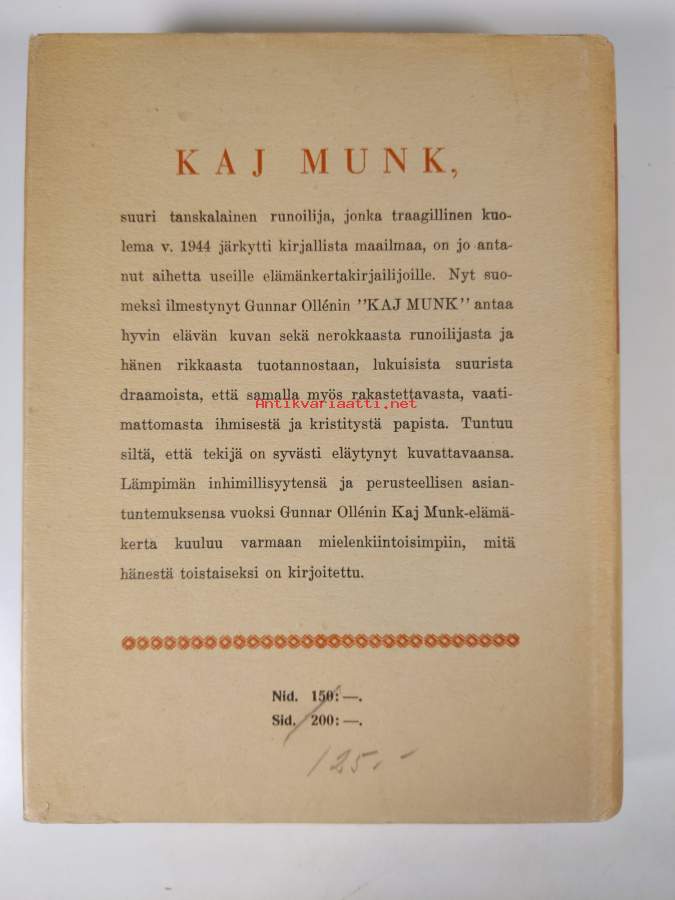 KAJ MUNK,
suuri tanskalainen runoilija, jonka traagillinen kuo-
lema v. 1944 järkytti kirjallista maailmaa, on jo anta-
nut aihetta useille elämänkertakirjailijoille. Nyt suo-
meksi ilmestynyt Gunnar Ollénin "KAJ MUNK" antaa
hyvin elävän kuvan sekä nerokkaasta runoilijasta ja
hänen rikkaasta tuotannostaan, lukuisista suurista
draamoista, että samalla myös rakastettavasta, vaati-
Antikvariaatti.net
mattomasta ihmisestä ja kristitystä papista. Tuntuu
siltä, että tekijä on syvästi eläytynyt kuvattavaansa.
Lämpimän inhimillisyytensä ja perusteellisen asian-
tuntemuksensa vuoksi Gunnar Ollénin Kaj Munk-elämä-
kerta kuuluu varmaan mielenkiintoisimpiin, mitä
hänestä toistaiseksi on kirjoitettu.
Nid. 150:—.
Sid. 200:—.
125.-